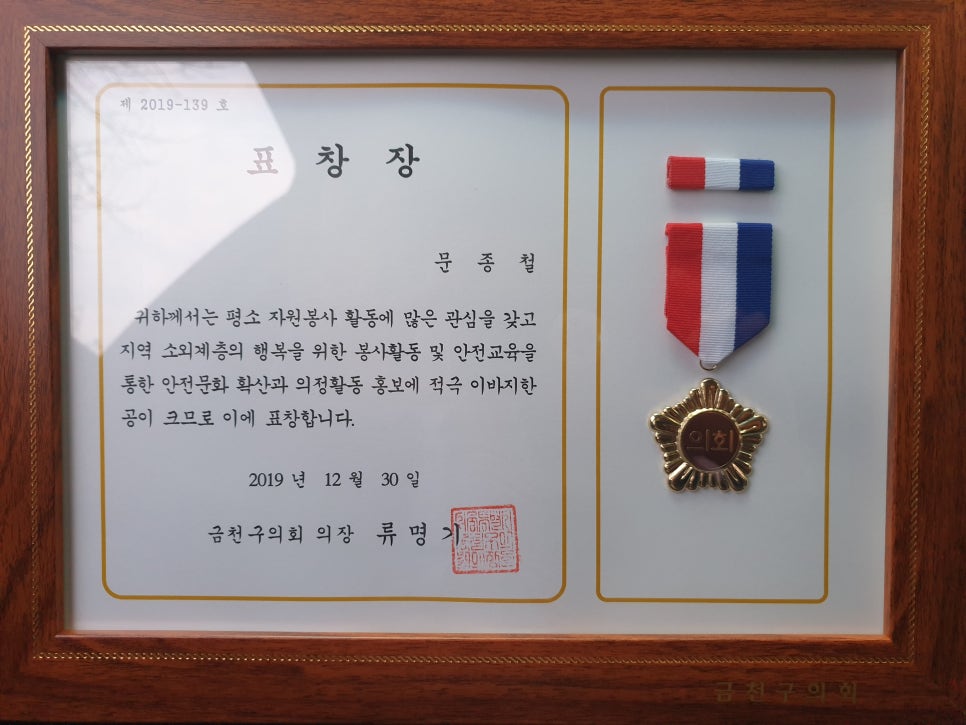 제 2019-139 호
표 창 장
문 종 철
귀하께서는 평소 자원봉사 활동에 많은 관심을 갖고
지역 소외계층의 행복을 위한 봉사활동 및 안전교육을
통한 안전문화 확산과 의정활동 홍보에 적극 이바지한
공이 크므로 이에 표창합니다.
2019 년 12 월 30 일
금천구의회 의장 류 명 기
의회
금천구의회